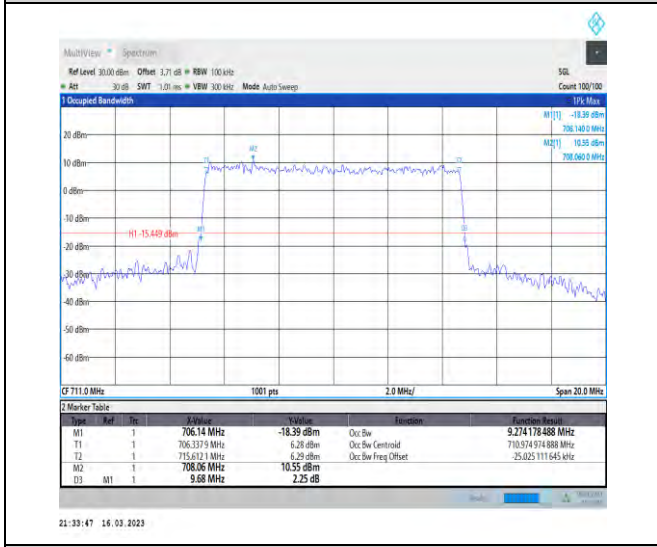 MultiView Spectrum
Ref Level 30.00 dBm Offset 3.71 dB RBW 100 kHz SGL
Att 30 dB SWT 1.01 ms VBW 300 kHz Mode Auto Sweep Count 100/100
1 Occupied Bandwidth 1Pk Max
M1[1] -18.39 dBm
706.140 0 MHz
M2[1] 10.55 dBm
708.060 0 MHz
20 dBm
M2
T1
T2
10 dBm
0 dBm
-10 dBm
H1 -15.449 dBm
M1
D3
-20 dBm
-30 dBm
-40 dBm
-50 dBm
-60 dBm
CF 711.0 MHz 1001 pts 2.0 MHz/ Span 20.0 MHz
2 Marker Table
Type Ref Trc X-Value Y-Value Function Function Result
M1 1 706.14 MHz -18.39 dBm Occ Bw 9.274 178 488 MHz
T1 1 706.337 9 MHz 6.28 dBm Occ Bw Centroid 710.974 974 888 MHz
T2 1 715.612 1 MHz 6.29 dBm Occ Bw Freq Offset -25.025 111 645 kHz
M2 1 708.06 MHz 10.55 dBm
D3 M1 1 9.68 MHz 2.25 dB
21:33:47 16.03.2023